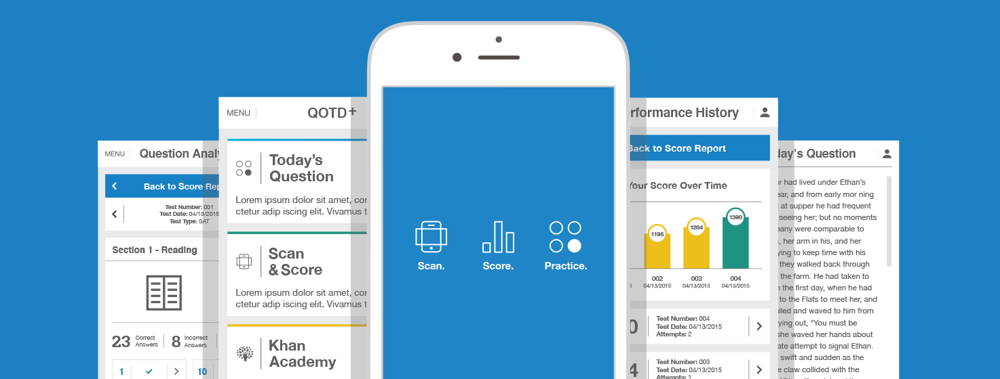 MENU
Question Analy
Back to Score Rep
Test Number: 001
Test Date: 04/13/2015
Test Type: SAT
Section 1 - Reading
23
Correct
Answers
8
Incorrect
Answers
1
10
MENU
QOTD+
Today's
Question
Lorem ipsum dolor sit amet, con
ctetur adip iscing elit. Vivamus t
Scan
& Score
Lorem ipsum dolor sit amet, con
ctetur adip iscing elit. Vivamus t
Khan
Academy
Scan.
Score.
Practice.
rformance History
Back to Score Report
Your Score Over Time
1195
1284
1390
002
003
004
04/13/2015
04/13/2015
04/13/2015
Test Number: 004
Test Date: 04/13/2015
Attempts: 2
4
Test Number: 003
Test Date: 04/13/2015
Attempts: 1
day's Question
er had lived under Ethan's
ear, and from early mor ning
at supper he had frequent
seeing her; but no moments
pany were comparable to
, her arm in his, and her
ying to keep time with his
they walked back through
the farm. He had taken to
n the first day, when he had
to the Flats to meet her, and
iled and waved to him from
rying out, "You must be
she waved her hands about
ate attempt to signal Ethan.
swift and sudden as the
e claw collided with the